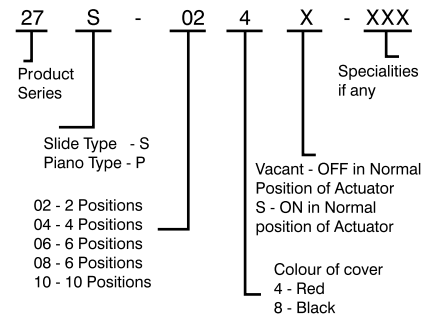 27 S - 02 4 X - XXX
Product
Series
Specialities
if any
Slide Type - S
Piano Type - P
Vacant - OFF in Normal
Position of Actuator
S - ON in Normal
position of Actuator
02 - 2 Positions
04 - 4 Positions
06 - 6 Positions
08 - 6 Positions
10 - 10 Positions
Colour of cover
4 - Red
8 - Black